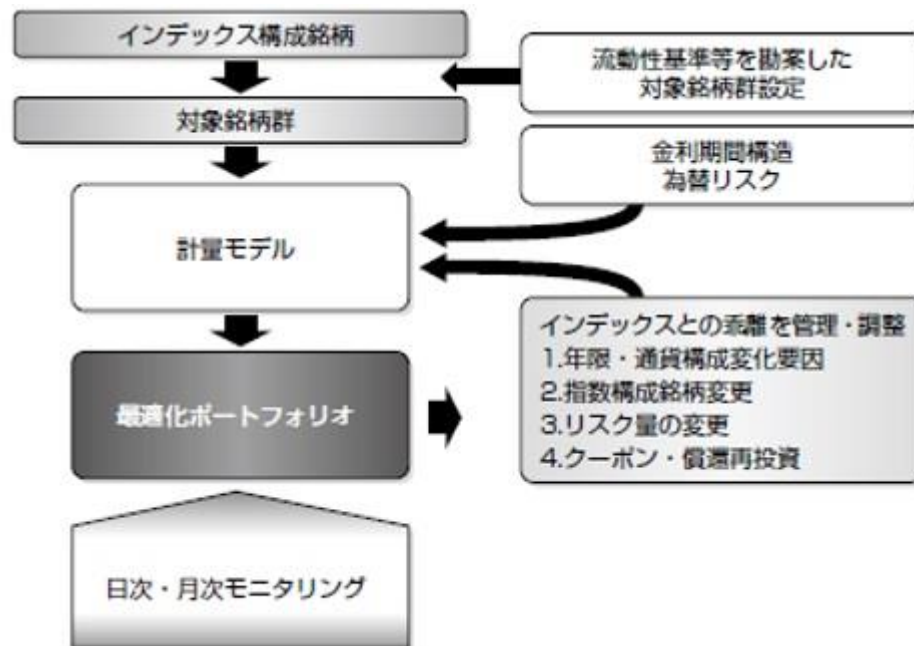 インデックス構成銘柄
流動性基準等を勘案した
対象銘柄群設定
対象銘柄群
金利期間構造
為替リスク
計量モデル
インデックスとの乖離を管理・調整
1.年限・通貨構成変化要因
2.指数構成銘柄変更
3.リスク量の変更
4.クーポン・償還再投資
最適化ポートフォリオ
日次・月次モニタリング